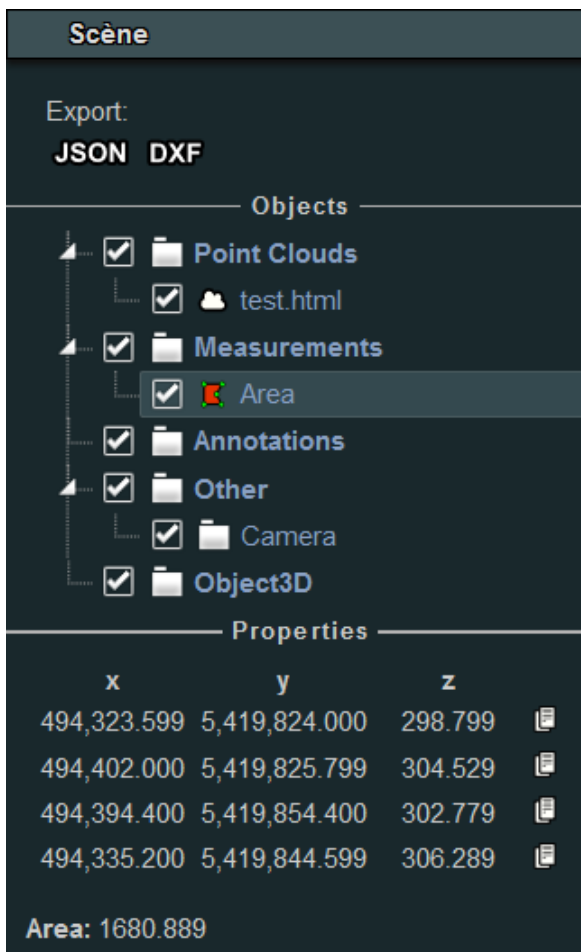 Scène
Export:
JSON DXF
Objects
Point Clouds
test.html
Measurements
Area
Annotations
Other
Camera
Object3D
Properties
x y z
494,323.599 5,419,824.000 298.799
494,402.000 5,419,825.799 304.529
494,394.400 5,419,854.400 302.779
494,335.200 5,419,844.599 306.289
Area: 1680.889